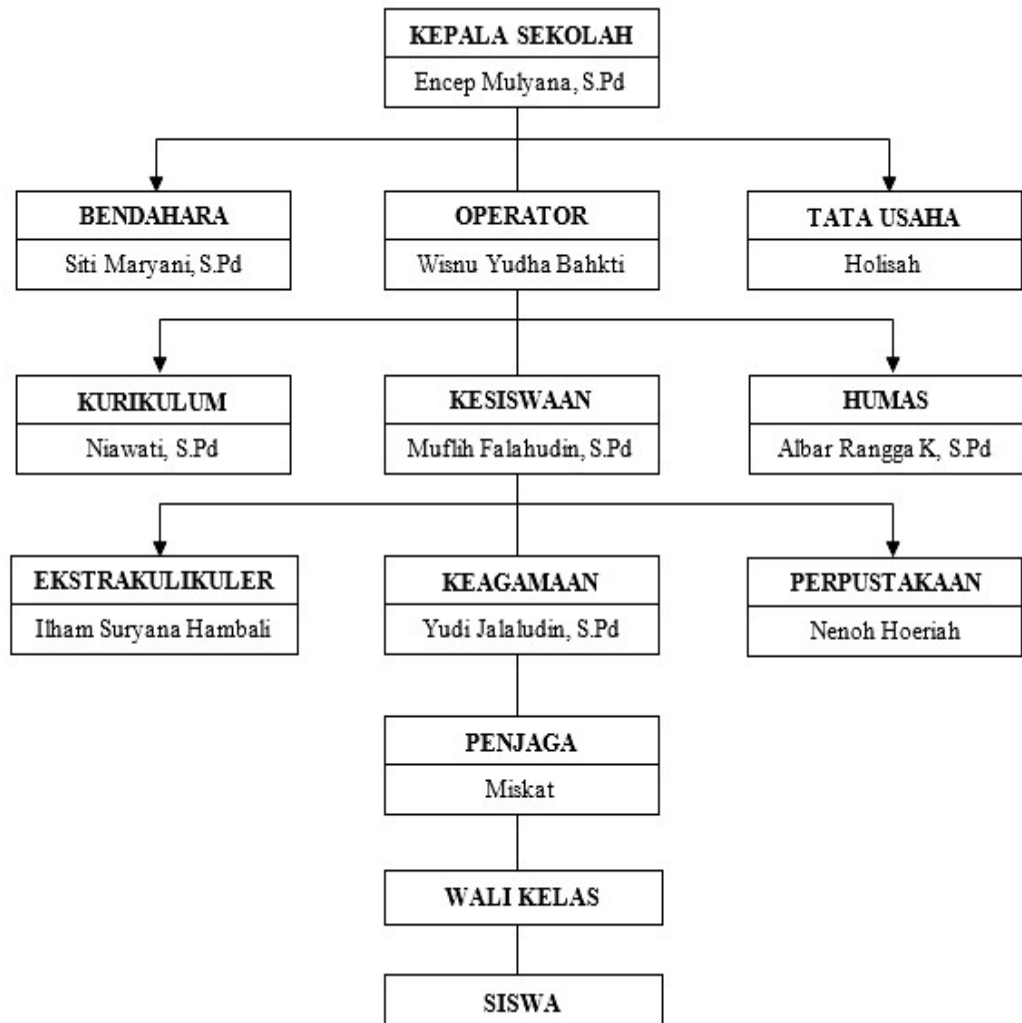 KEPALA SEKOLAH
Encep Mulyana, S.Pd
BENDAHARA
Siti Maryani, S.Pd
OPERATOR
Wisnu Yudha Bahkti
TATA USAHA
Holisah
KURIKULUM
Niawati, S.Pd
KESISWAAN
Muflih Falahudin, S.Pd
HUMAS
Albar Rangga K, S.Pd
EKSTRAKULIKULER
Ilham Suryana Hambali
KEAGAMAAN
Yudi Jalaludin, S.Pd
PERPUSTAKAAN
Nenoh Hoeriah
PENJAGA
Miskat
WALI KELAS
SISWA